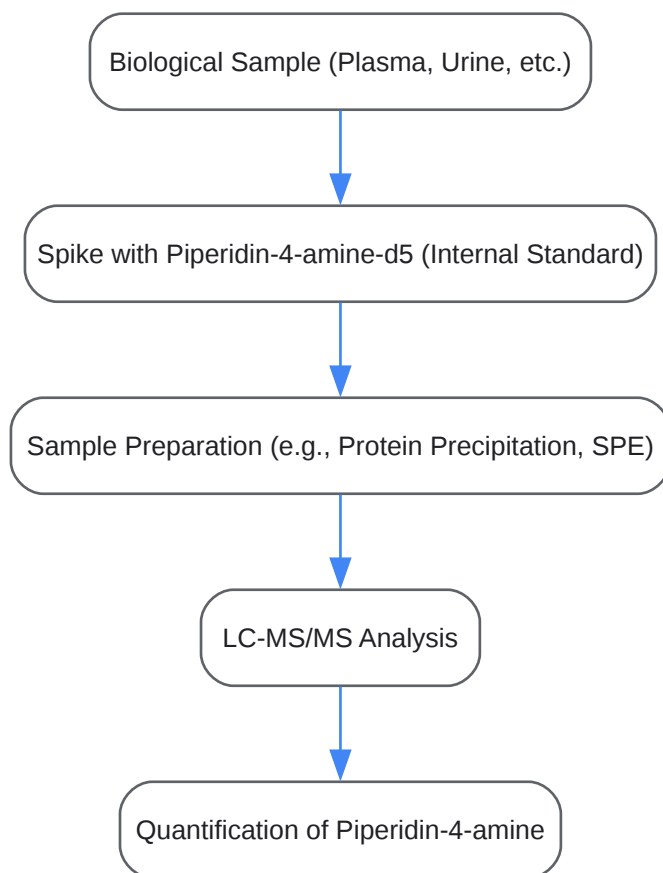 Biological Sample (Plasma, Urine, etc.)
Spike with Piperidin-4-amine-d5 (Internal Standard)
Sample Preparation (e.g., Protein Precipitation, SPE)
LC-MS/MS Analysis
Quantification of Piperidin-4-amine